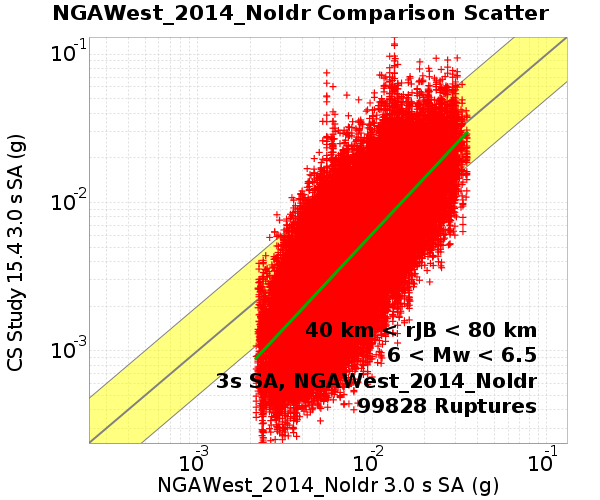 NGAWest_2014_NoIdr Comparison Scatter
10-1
10-2
10-3
CS Study 15.4 3.0 s SA (g)
40 km < rJB < 80 km
6 < Mw < 6.5
3s SA, NGAWest_2014_NoIdr
99828 Ruptures
10-3 10-2 10-1
NGAWest_2014_NoIdr 3.0 s SA (g)